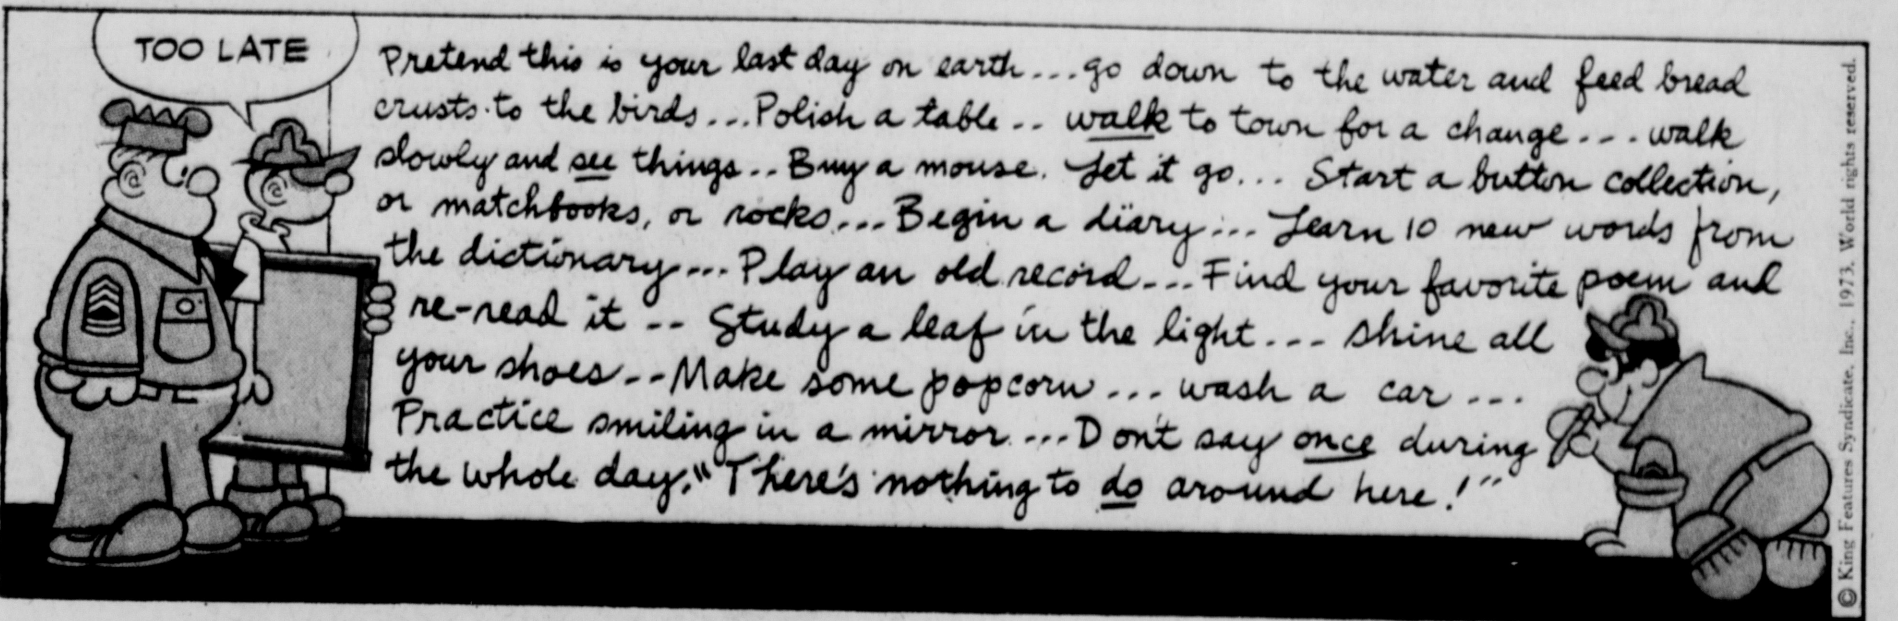 TOO LATE
Pretend this is your last day on earth...go down to the water and feed bread
crusts to the birds...Polish a table.. walk to town for a change... walk
slowly and see things... Buy a mouse. Let it go... Start a button collection,
or matchbooks, or rocks... Begin a diary... Learn 10 new words from
the dictionary... Play an old record... Find your favorite poem and
re-read it -- Study a leaf in the light... shine all
your shoes--Make some popcorn... wash a car...
Practice smiling in a mirror....Don't say once during
the whole day, "There's nothing to do around here!"
© King Features Syndicate, Inc., 1973. World rights reserved.